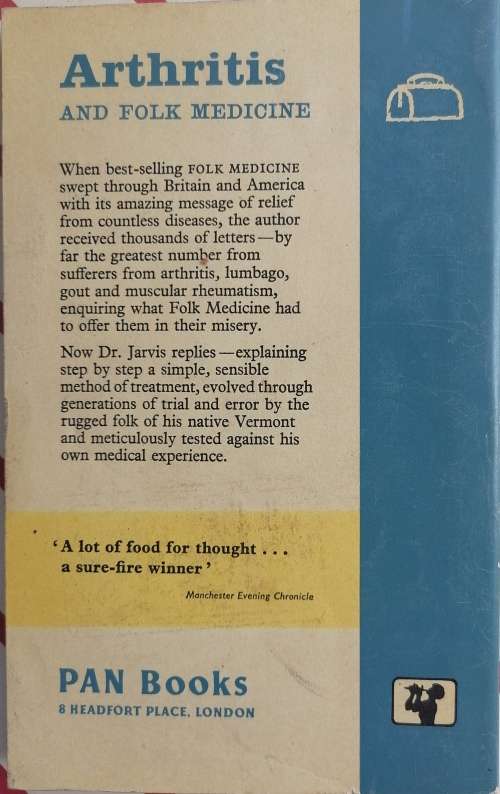 Arthritis
AND FOLK MEDICINE
When best-selling FOLK MEDICINE
swept through Britain and America
with its amazing message of relief
from countless diseases, the author
received thousands of letters—by
far the greatest number from
sufferers from arthritis, lumbago,
gout and muscular rheumatism,
enquiring what Folk Medicine had
to offer them in their misery.
Now Dr. Jarvis replies—explaining
step by step a simple, sensible
method of treatment, evolved through
generations of trial and error by the
rugged folk of his native Vermont
and meticulously tested against his
own medical experience.
‘A lot of food for thought . . .
a sure-fire winner’
Manchester Evening Chronicle
PAN Books
8 HEADFORT PLACE, LONDON